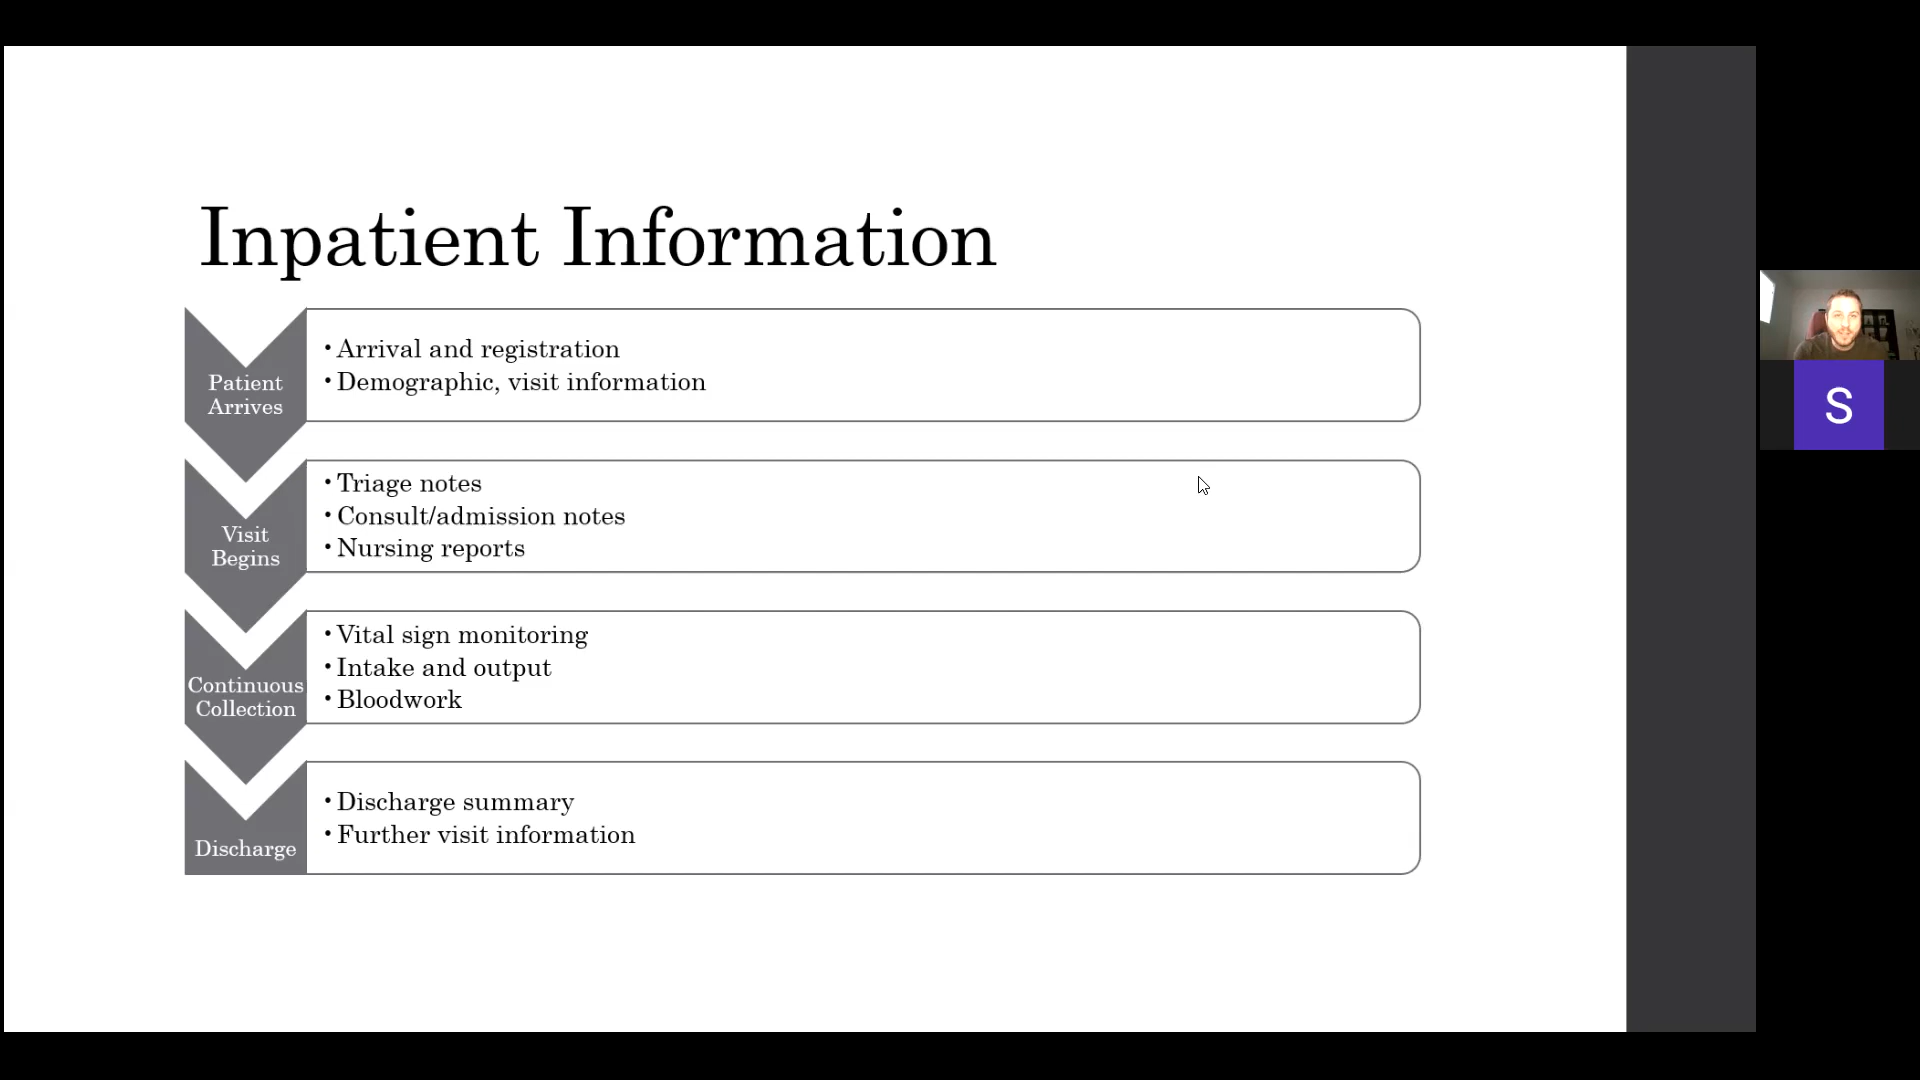 Inpatient Information
Patient
Arrives
•Arrival and registration
•Demographic, visit information
Visit
Begins
•Triage notes
•Consult/admission notes
•Nursing reports
Continuous
Collection
•Vital sign monitoring
•Intake and output
•Bloodwork
Discharge
•Discharge summary
•Further visit information
S